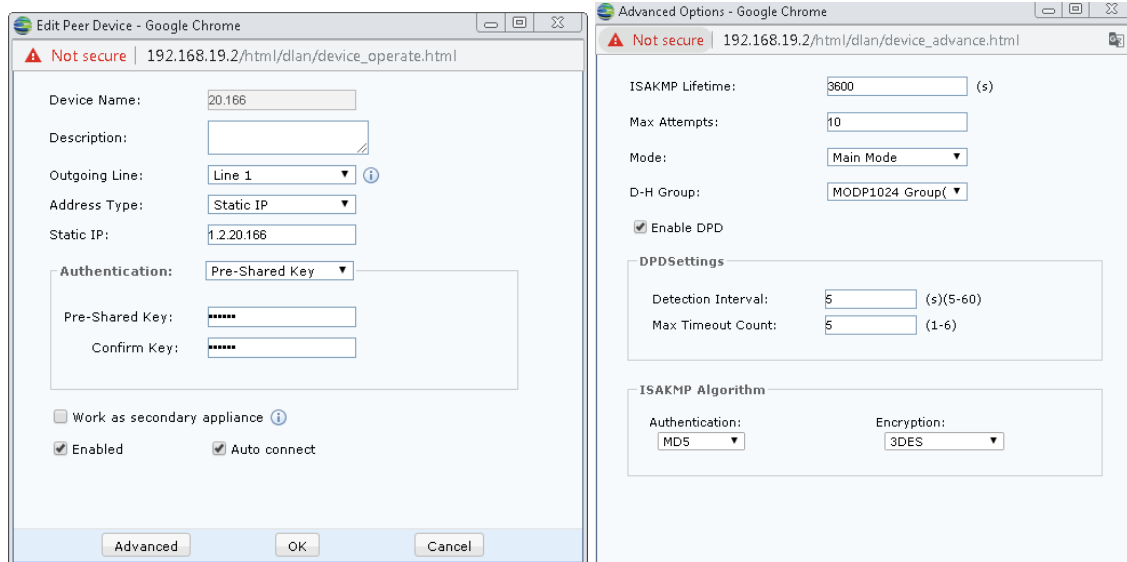 Edit Peer Device - Google Chrome
Not secure | 192.168.19.2/html/dlan/device_operate.html
Device Name: 20.166
Description:
Outgoing Line: Line 1
Address Type: Static IP
Static IP: 1.2.20.166
Authentication: Pre-Shared Key
Pre-Shared Key: ••••••
Confirm Key: ••••••
Work as secondary appliance
Enabled Auto connect
Advanced OK Cancel
Advanced Options - Google Chrome
Not secure | 192.168.19.2/html/dlan/device_advance.html
ISAKMP Lifetime: 3600 (s)
Max Attempts: 10
Mode: Main Mode
D-H Group: MODP1024 Group(
Enable DPD
DPDSettings
Detection Interval: 5 (s)(5-60)
Max Timeout Count: 5 (1-6)
ISAKMP Algorithm
Authentication: Encryption:
MD5 3DES